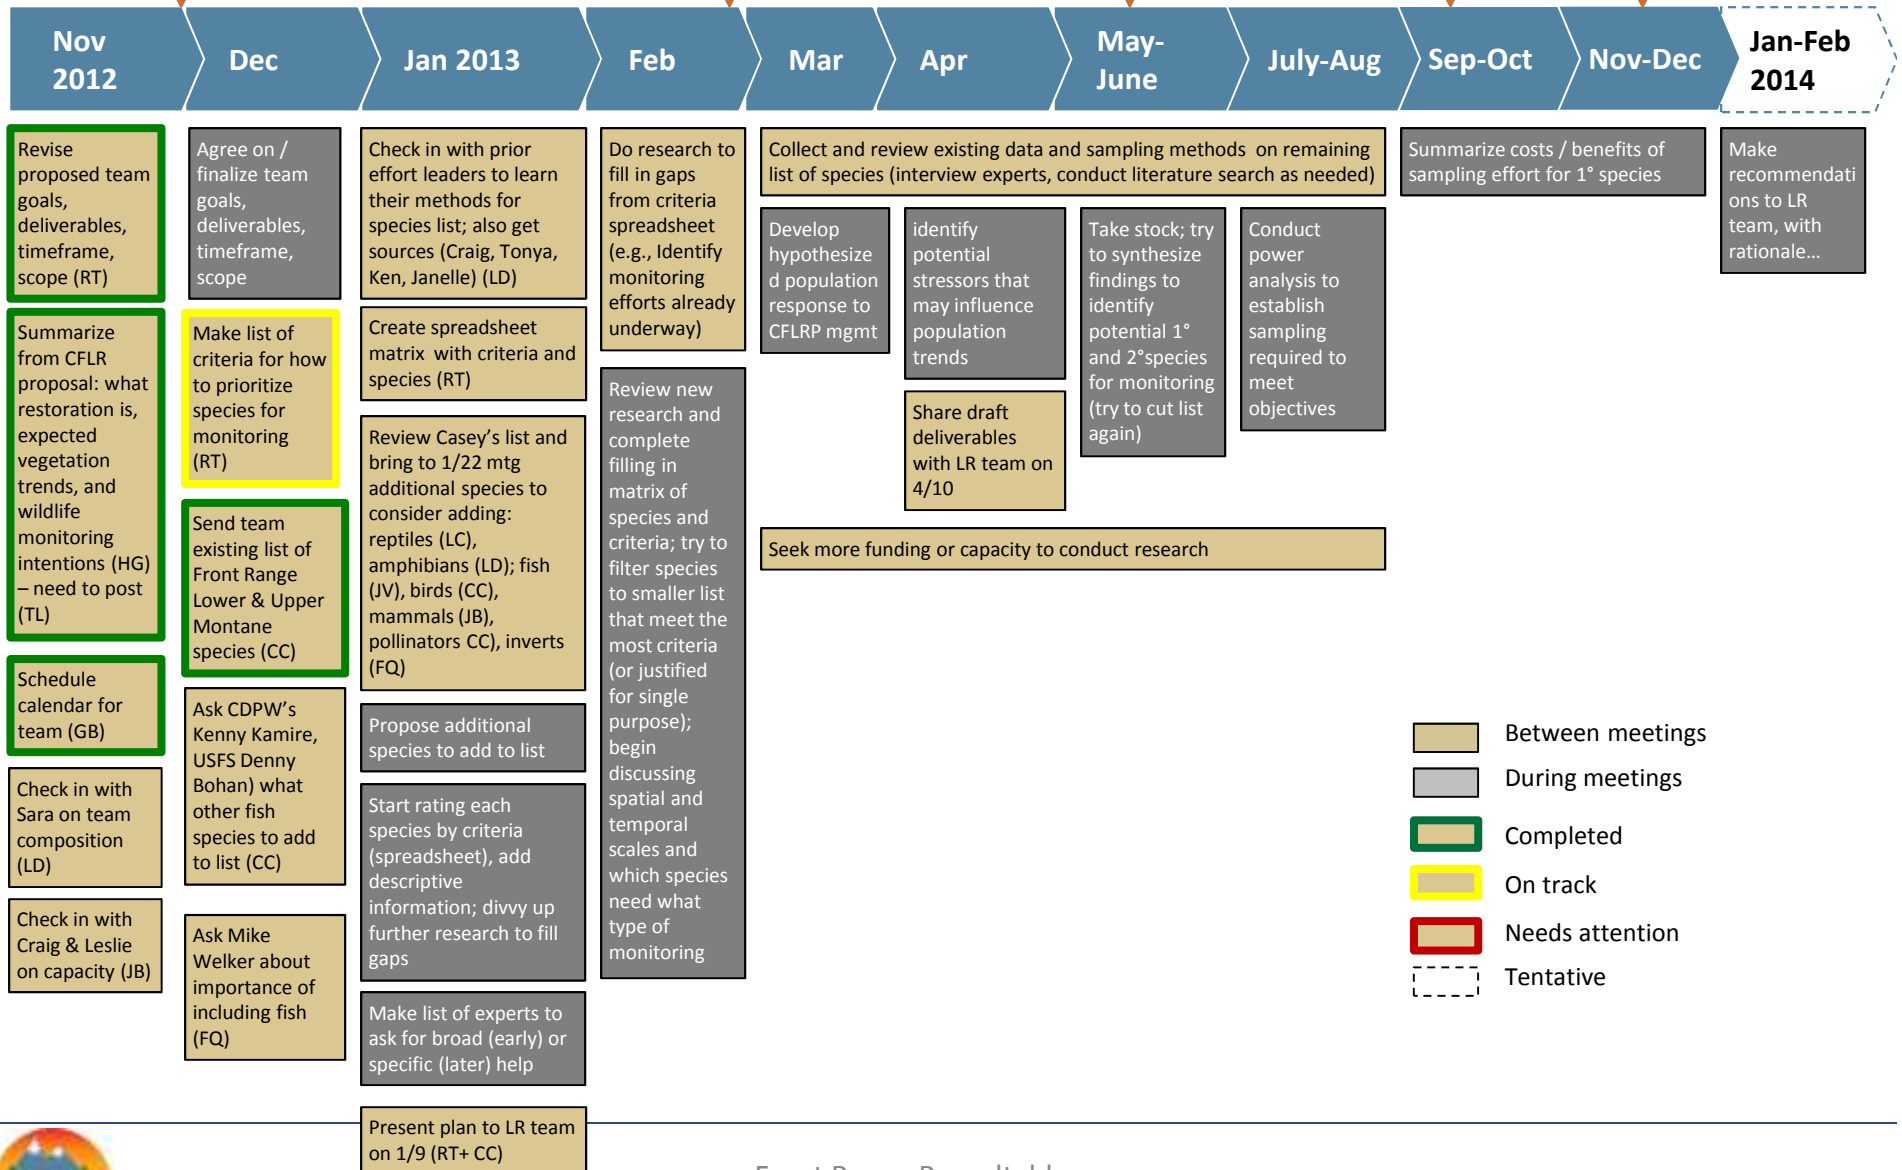 Nov
2012
Dec
Jan 2013
Feb
Mar
Apr
May-
June
July-Aug
Sep-Oct
Nov-Dec
Jan-Feb
2014
Revise
proposed team
goals,
deliverables,
timeframe,
scope (RT)
Summarize
from CFLR
proposal: what
restoration is,
expected
vegetation
trends, and
wildlife
monitoring
intentions (HG)
– need to post
(TL)
Schedule
calendar for
team (GB)
Check in with
Sara on team
composition
(LD)
Check in with
Craig & Leslie
on capacity (JB)
Agree on /
finalize team
goals,
deliverables,
timeframe,
scope
Make list of
criteria for how
to prioritize
species for
monitoring
(RT)
Send team
existing list of
Front Range
Lower & Upper
Montane
species (CC)
Ask CDPW's
Kenny Kamire,
USFS Denny
Bohan) what
other fish
species to add
to list (CC)
Ask Mike
Welker about
importance of
including fish
(FQ)
Check in with prior
effort leaders to learn
their methods for
species list; also get
sources (Craig, Tonya,
Ken, Janelle) (LD)
Create spreadsheet
matrix with criteria and
species (RT)
Review Casey's list and
bring to 1/22 mtg
additional species to
consider adding:
reptiles (LC),
amphibians (LD); fish
(JV), birds (CC),
mammals (JB),
pollinators CC), inverts
(FQ)
Propose additional
species to add to list
Start rating each
species by criteria
(spreadsheet), add
descriptive
information; divvy up
further research to fill
gaps
Make list of experts to
ask for broad (early) or
specific (later) help
Present plan to LR team
on 1/9 (RT+ CC)
Do research to
fill in gaps
from criteria
spreadsheet
(e.g., Identify
monitoring
efforts already
underway)
Review new
research and
complete
filling in
matrix of
species and
criteria; try to
filter species
to smaller list
that meet the
most criteria
(or justified
for single
purpose);
begin
discussing
spatial and
temporal
scales and
which species
need what
type of
monitoring
Collect and review existing data and sampling methods on remaining
list of species (interview experts, conduct literature search as needed)
Develop
hypothesize
d population
response to
CFLRP mgmt
identify
potential
stressors that
may influence
population
trends
Share draft
deliverables
with LR team on
4/10
Take stock; try
to synthesize
findings to
identify
potential 1°
and 2°species
for monitoring
(try to cut list
again)
Conduct
power
analysis to
establish
sampling
required to
meet
objectives
Seek more funding or capacity to conduct research
Summarize costs / benefits of
sampling effort for 1° species
Make
recommendati
ons to LR
team, with
rationale…
Between meetings
During meetings
Completed
On track
Needs attention
Tentative